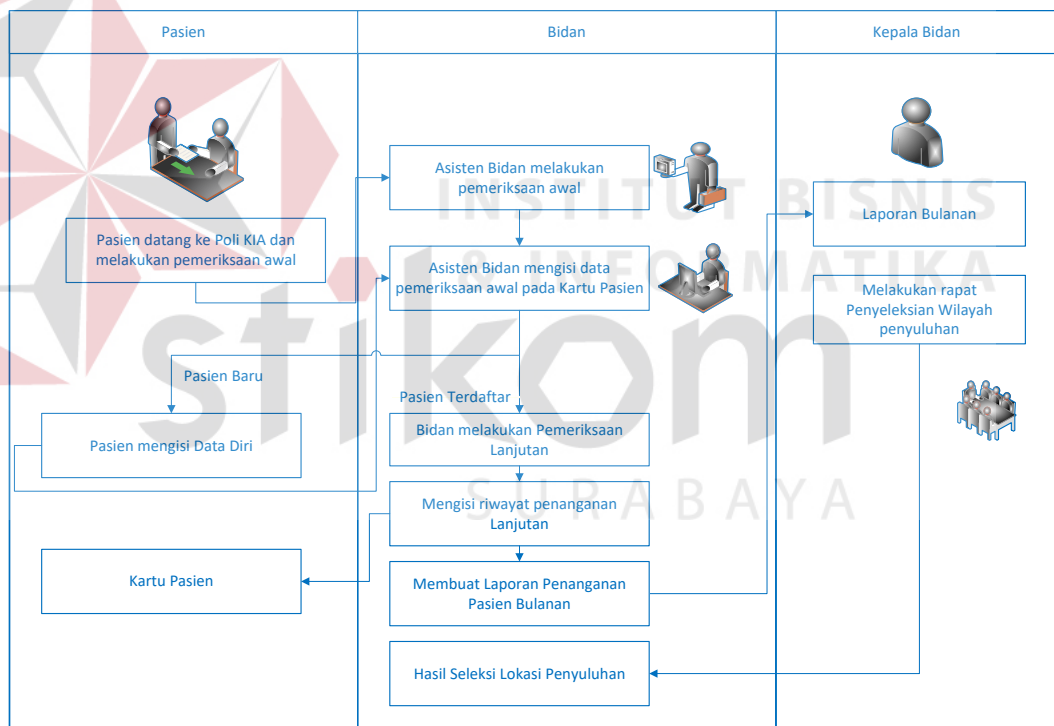 Pasien
Bidan
Kepala Bidan
Asisten Bidan melakukan
pemeriksaan awal
INSTITUT BISNIS
Laporan Bulanan
Pasien datang ke Poli KIA dan
melakukan pemeriksaan awal
& INFORMATIKA
Asisten Bidan mengisi data
pemeriksaan awal pada Kartu Pasien
Melakukan rapat
Penyeleksian Wilayah
penyuluhan
stikom
Pasien Baru
Pasien Terdaftar
Pasien mengisi Data Diri
Bidan melakukan Pemeriksaan
Lanjutan
SURABAYA
Mengisi riwayat penanganan
Lanjutan
Kartu Pasien
Membuat Laporan Penanganan
Pasien Bulanan
Hasil Seleksi Lokasi Penyuluhan